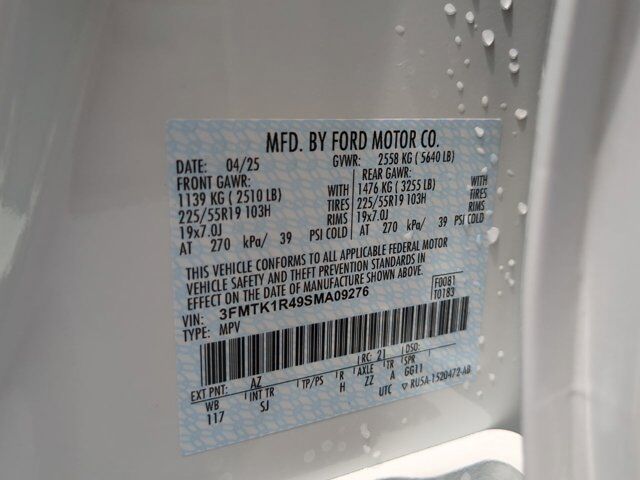 MFD. BY FORD MOTOR CO.
DATE: 04/25 GVWR: 2558 KG ( 5640 LB)
FRONT GAWR: REAR GAWR:
1139 KG ( 2510 LB) WITH 1476 KG ( 3255 LB) WITH
225/55R19 103H TIRES 225/55R19 103H TIRES
19x7.0J RIMS 19x7.0J RIMS
AT 270 kPa/ 39 PSI COLD AT 270 kPa/ 39 PSI COLD
THIS VEHICLE CONFORMS TO ALL APPLICABLE FEDERAL MOTOR
VEHICLE SAFETY AND THEFT PREVENTION STANDARDS IN
EFFECT ON THE DATE OF MANUFACTURE SHOWN ABOVE.
VIN: 3FMTK1R49SMA09276 F0081
TYPE: MPV T0183
EXT PNT: AZ RC: 21 DSO:
WB INT TR TP/PS R AXLE TR SPR
117 SJ H ZZ A GG11
UTC RU5A-1520472-AB